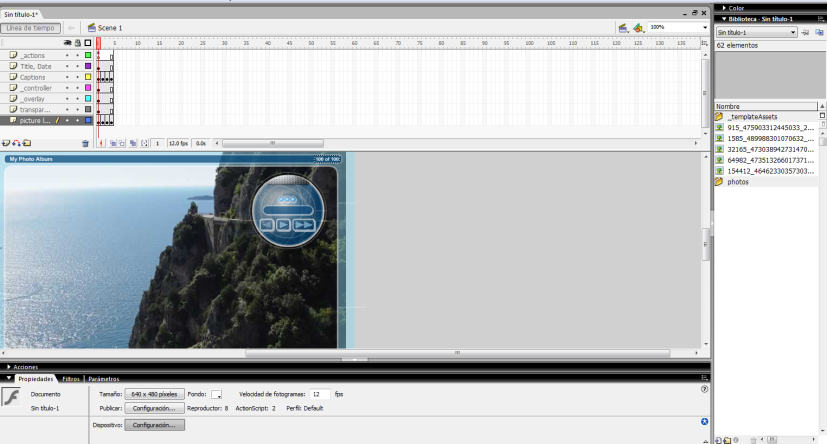 Sin título-1*
Línea de tiempo
Scene 1
100%
5 10 15 20 25 30 35 40 45 50 55 60 65 70 75 80 85 90 95 100 105 110 115 120 125 130 135
_actions
Title, Date
Captions
_controller
_overlay
transpar...
picture l...
1 12.0 fps 0.0s
My Photo Album
100 of 100:
Acciones
Propiedades Filtros Parámetros
Documento
Sin título-1
Tamaño: 640 x 480 píxeles Fondo: Velocidad de fotogramas: 12 fps
Publicar: Configuración... Reproductor: 8 ActionScript: 2 Perfil: Default
Dispositivo: Configuración...
Color
Biblioteca - Sin título-1
Sin título-1
62 elementos
Nombre
_templateAssets
915_475903312445033_2...
1585_489988301070632_...
32165_473038942731470...
64982_473513266017371...
154412_46462330357303...
photos